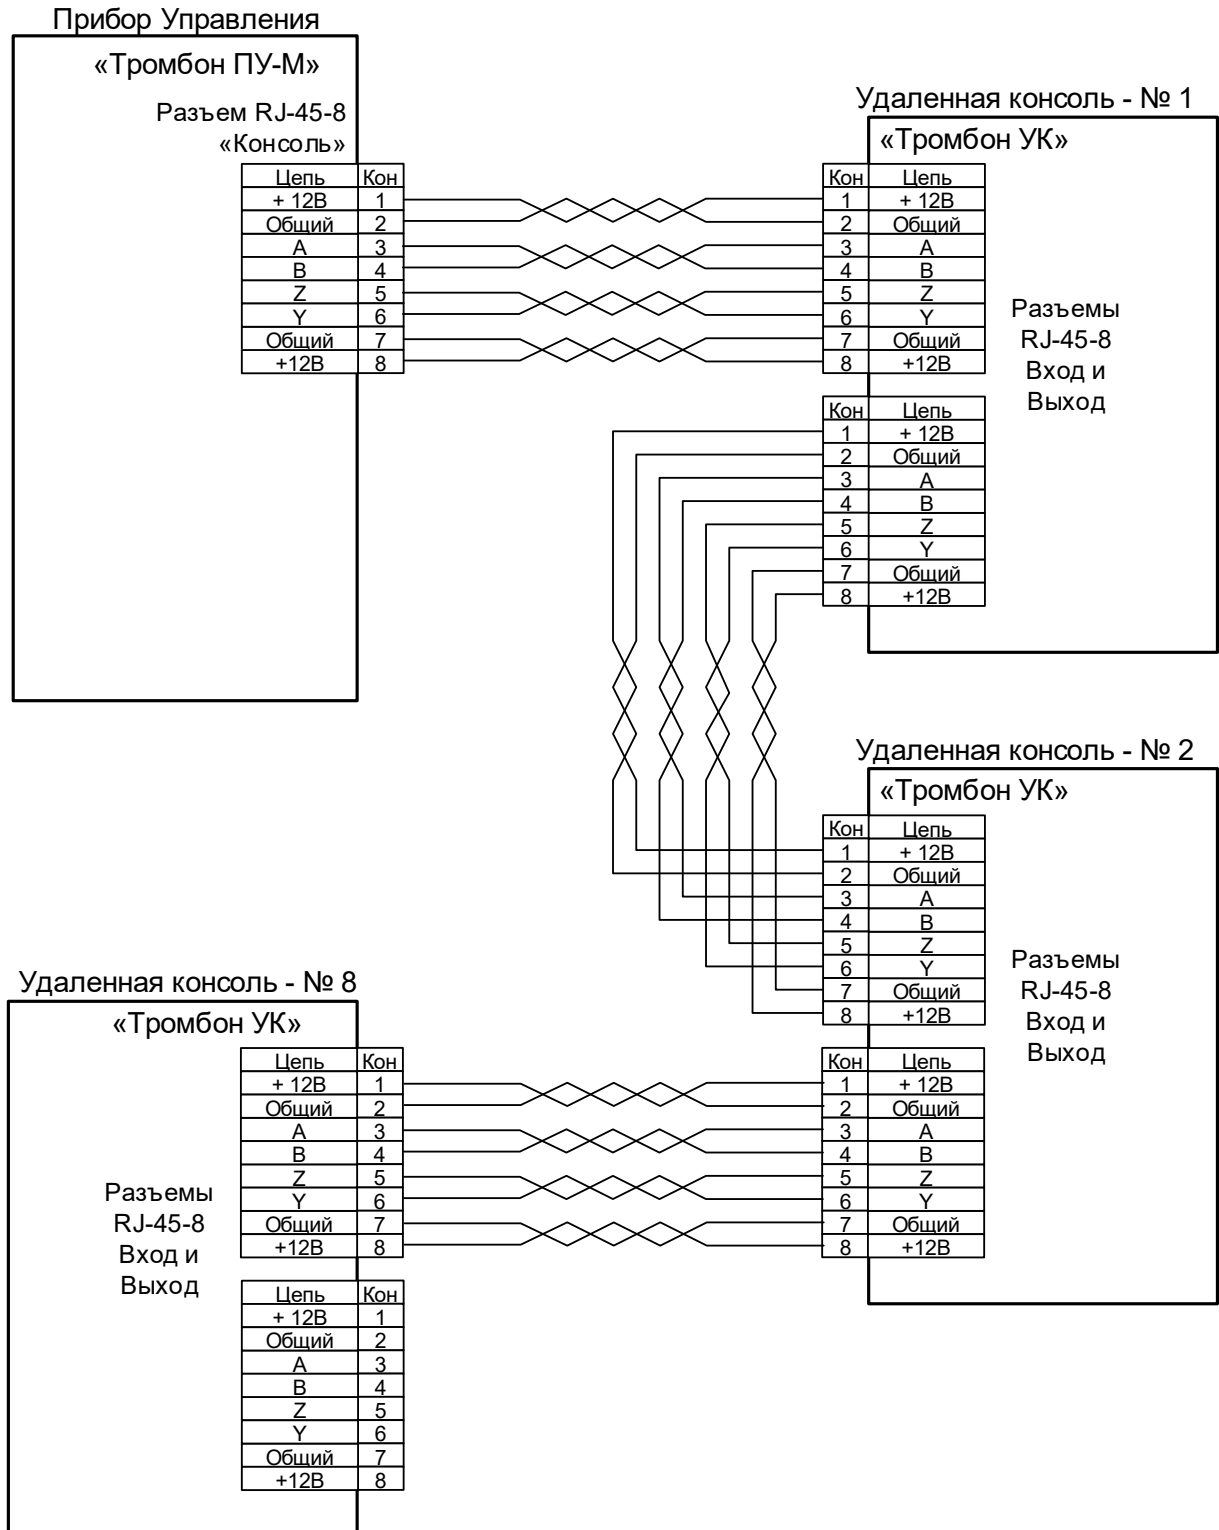 Прибор Управления
«Тромбон ПУ-М»
Разъем RJ-45-8
«Консоль»
Цепь Кон
+ 12В 1
Общий 2
A 3
B 4
Z 5
Y 6
Общий 7
+12В 8
Удаленная консоль - № 1
«Тромбон УК»
Кон Цепь
1 + 12В
2 Общий
3 A
4 B
5 Z
6 Y
7 Общий
8 +12В
Разъемы
RJ-45-8
Вход и
Выход
Кон Цепь
1 + 12В
2 Общий
3 A
4 B
5 Z
6 Y
7 Общий
8 +12В
Удаленная консоль - № 2
«Тромбон УК»
Кон Цепь
1 + 12В
2 Общий
3 A
4 B
5 Z
6 Y
7 Общий
8 +12В
Разъемы
RJ-45-8
Вход и
Выход
Кон Цепь
1 + 12В
2 Общий
3 A
4 B
5 Z
6 Y
7 Общий
8 +12В
Удаленная консоль - № 8
«Тромбон УК»
Цепь Кон
+ 12В 1
Общий 2
A 3
B 4
Z 5
Y 6
Общий 7
+12В 8
Разъемы
RJ-45-8
Вход и
Выход
Цепь Кон
+ 12В 1
Общий 2
A 3
B 4
Z 5
Y 6
Общий 7
+12В 8